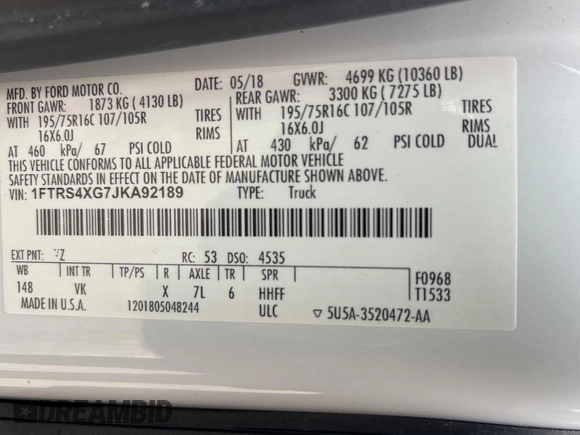 MFD. BY FORD MOTOR CO.
DATE: 05/18 GVWR: 4699 KG (10360 LB)
FRONT GAWR: 1873 KG (4130 LB)
REAR GAWR: 3300 KG (7275 LB)
WITH 195/75R16C 107/105R TIRES
WITH 195/75R16C 107/105R TIRES
16X6.0J RIMS
16X6.0J RIMS
AT 460 kPa/ 67 PSI COLD
AT 430 kPa/ 62 PSI COLD DUAL
THIS VEHICLE CONFORMS TO ALL APPLICABLE FEDERAL MOTOR VEHICLE
SAFETY STANDARDS IN EFFECT ON THE DATE OF MANUFACTURE SHOWN ABOVE.
VIN: 1FTRS4XG7JKA92189 TYPE: Truck
EXT PNT: Z RC: 53 DSO: 4535
WB INT TR TP/PS R AXLE TR SPR
148 VK X 7L 6 HHFF
F0968
T1533
MADE IN U.S.A. 1201805048244 ULC ▽ 5U5A-3520472-AA
DREAMBID